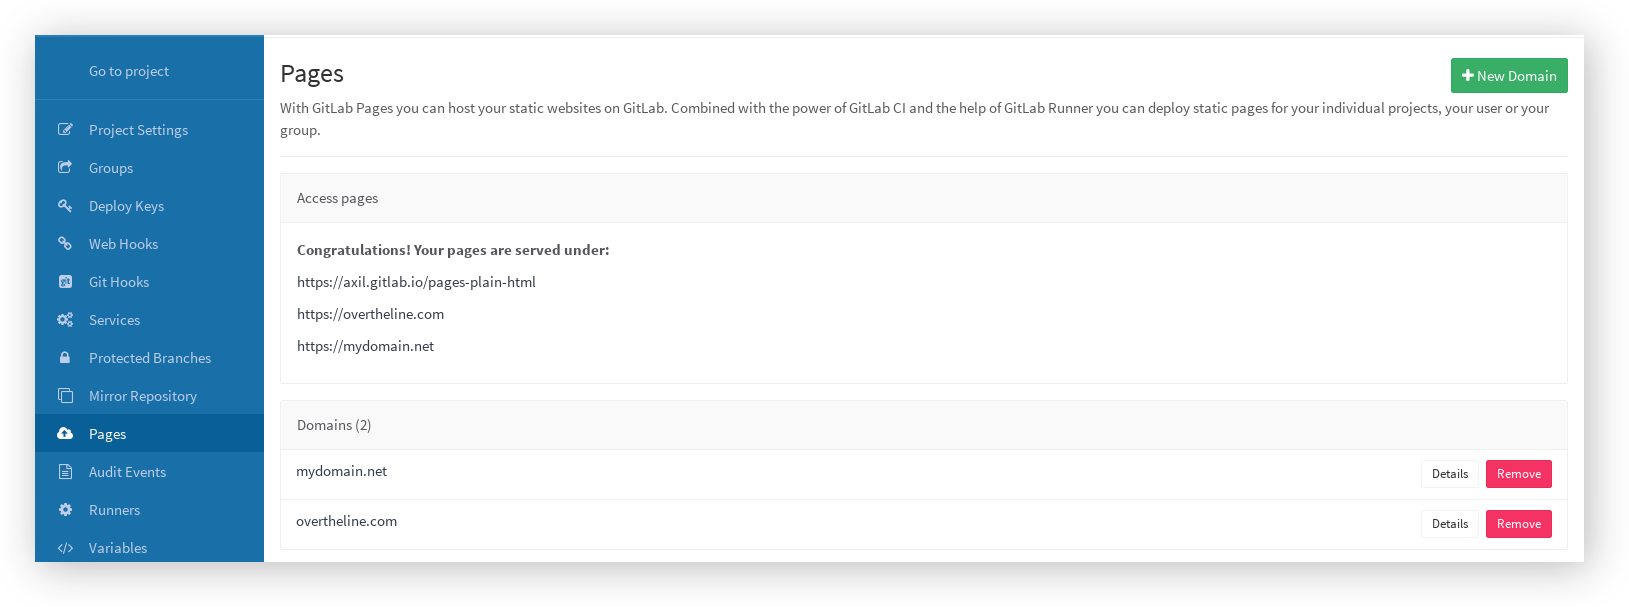 Go to project
Project Settings
Groups
Deploy Keys
Web Hooks
Git Hooks
Services
Protected Branches
Mirror Repository
Pages
Audit Events
Runners
Variables
Pages
New Domain
With GitLab Pages you can host your static websites on GitLab. Combined with the power of GitLab CI and the help of GitLab Runner you can deploy static pages for your individual projects, your user or your
group.
Access pages
Congratulations! Your pages are served under:
https://axil.gitlab.io/pages-plain-html
https://overtheline.com
https://mydomain.net
Domains (2)
mydomain.net Details Remove
overtheline.com Details Remove